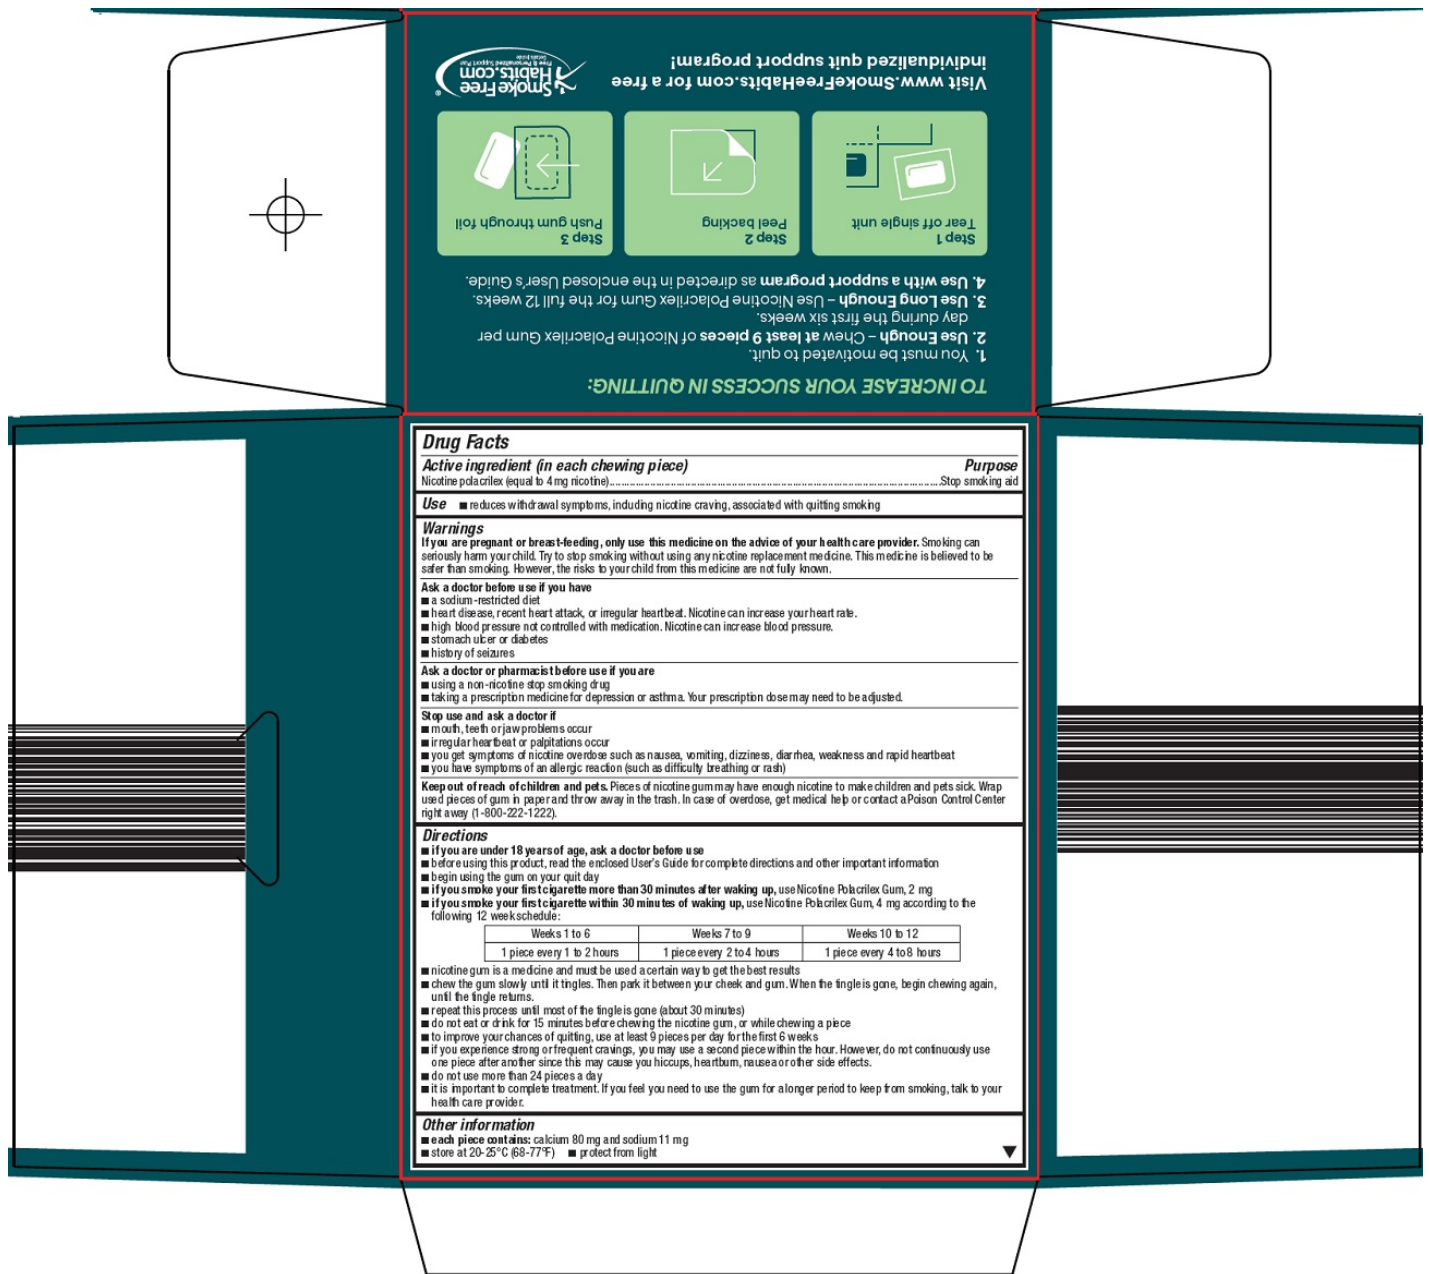 TO INCREASE YOUR SUCCESS IN QUITTING:
1. You must be motivated to quit.
2. Use Enough – Chew at least 9 pieces of Nicotine Polacrilex Gum per
day during the first six weeks.
3. Use Long Enough – Use Nicotine Polacrilex Gum for the full 12 weeks.
4. Use with a support program as directed in the enclosed User's Guide.
Step 1
Tear off single unit
Step 2
Peel backing
Step 3
Push gum through foil
Visit www.SmokeFreeHabits.com for a free
individualized quit support program!
SmokeFree
Habits.com®
Free & Personalized Support Plan
Details Inside
Drug Facts
Active ingredient (in each chewing piece) Purpose
Nicotine polacrilex (equal to 4 mg nicotine)....................Stop smoking aid
Use ■ reduces withdrawal symptoms, including nicotine craving, associated with quitting smoking
Warnings
If you are pregnant or breast-feeding, only use this medicine on the advice of your health care provider. Smoking can
seriously harm your child. Try to stop smoking without using any nicotine replacement medicine. This medicine is believed to be
safer than smoking. However, the risks to your child from this medicine are not fully known.
Ask a doctor before use if you have
■ a sodium-restricted diet
■ heart disease, recent heart attack, or irregular heartbeat. Nicotine can increase your heart rate.
■ high blood pressure not controlled with medication. Nicotine can increase blood pressure.
■ stomach ulcer or diabetes
■ history of seizures
Ask a doctor or pharmacist before use if you are
■ using a non-nicotine stop smoking drug
■ taking a prescription medicine for depression or asthma. Your prescription dose may need to be adjusted.
Stop use and ask a doctor if
■ mouth, teeth or jaw problems occur
■ irregular heartbeat or palpitations occur
■ you get symptoms of nicotine overdose such as nausea, vomiting, dizziness, diarrhea, weakness and rapid heartbeat
■ you have symptoms of an allergic reaction (such as difficulty breathing or rash)
Keep out of reach of children and pets. Pieces of nicotine gum may have enough nicotine to make children and pets sick. Wrap
used pieces of gum in paper and throw away in the trash. In case of overdose, get medical help or contact a Poison Control Center
right away (1-800-222-1222).
Directions
■ if you are under 18 years of age, ask a doctor before use
■ before using this product, read the enclosed User's Guide for complete directions and other important information
■ begin using the gum on your quit day
■ if you smoke your first cigarette more than 30 minutes after waking up, use Nicotine Polacrilex Gum, 2 mg
■ if you smoke your first cigarette within 30 minutes of waking up, use Nicotine Polacrilex Gum, 4 mg according to the
following 12 week schedule:
Weeks 1 to 6 Weeks 7 to 9 Weeks 10 to 12
1 piece every 1 to 2 hours 1 piece every 2 to 4 hours 1 piece every 4 to 8 hours
■ nicotine gum is a medicine and must be used a certain way to get the best results
■ chew the gum slowly until it tingles. Then park it between your cheek and gum. When the tingle is gone, begin chewing again,
until the tingle returns.
■ repeat this process until most of the tingle is gone (about 30 minutes)
■ do not eat or drink for 15 minutes before chewing the nicotine gum, or while chewing a piece
■ to improve your chances of quitting, use at least 9 pieces per day for the first 6 weeks
■ if you experience strong or frequent cravings, you may use a second piece within the hour. However, do not continuously use
one piece after another since this may cause you hiccups, heartburn, nausea or other side effects.
■ do not use more than 24 pieces a day
■ it is important to complete treatment. If you feel you need to use the gum for a longer period to keep from smoking, talk to your
health care provider.
Other information
■ each piece contains: calcium 80 mg and sodium 11 mg
■ store at 20-25°C (68-77°F) ■ protect from light